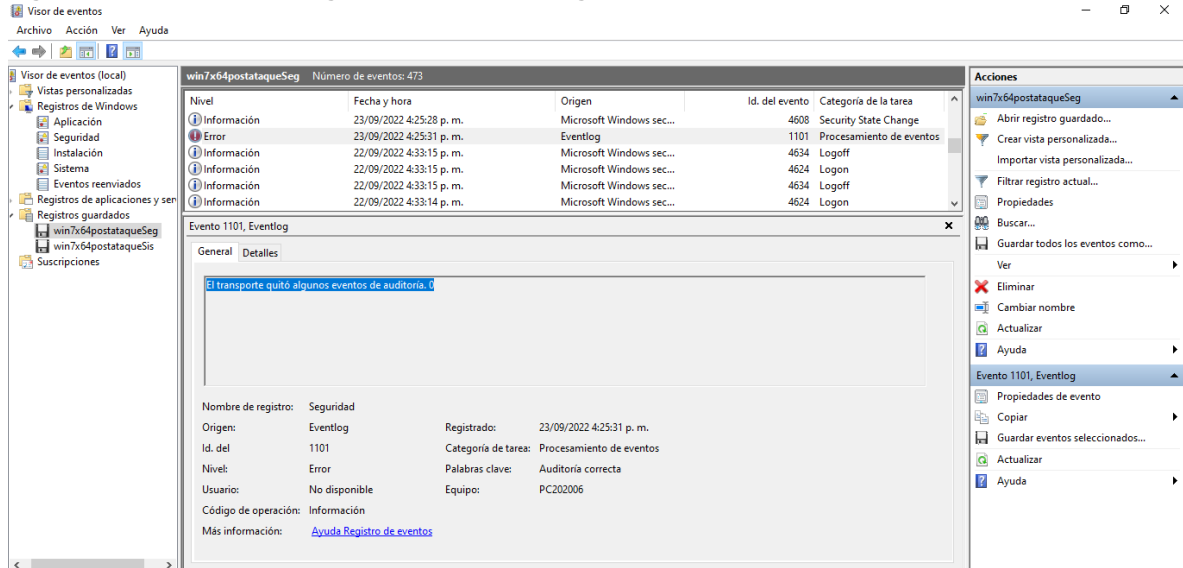 Visor de eventos
Archivo Acción Ver Ayuda
Visor de eventos (local)
Vistas personalizadas
Registros de Windows
Aplicación
Seguridad
Instalación
Sistema
Eventos reenviados
Registros de aplicaciones y ser
Registros guardados
win7x64postataqueSeg
win7x64postataqueSis
Suscripciones
win7x64postataqueSeg Número de eventos: 473
Nivel Fecha y hora Origen Id. del evento Categoría de la tarea
Información 23/09/2022 4:25:28 p. m. Microsoft Windows sec... 4608 Security State Change
Error 23/09/2022 4:25:31 p. m. Eventlog 1101 Procesamiento de eventos
Información 22/09/2022 4:33:15 p. m. Microsoft Windows sec... 4634 Logoff
Información 22/09/2022 4:33:15 p. m. Microsoft Windows sec... 4624 Logon
Información 22/09/2022 4:33:15 p. m. Microsoft Windows sec... 4634 Logoff
Información 22/09/2022 4:33:14 p. m. Microsoft Windows sec... 4624 Logon
Evento 1101, Eventlog
General Detalles
El transporte quitó algunos eventos de auditoría. 0
Nombre de registro: Seguridad
Origen: Eventlog Registrado: 23/09/2022 4:25:31 p. m.
Id. del 1101 Categoría de tarea: Procesamiento de eventos
Nivel: Error Palabras clave: Auditoría correcta
Usuario: No disponible Equipo: PC202006
Código de operación: Información
Más información: Ayuda Registro de eventos
Acciones
win7x64postataqueSeg
Abrir registro guardado...
Crear vista personalizada...
Importar vista personalizada...
Filtrar registro actual...
Propiedades
Buscar...
Guardar todos los eventos como...
Ver
Eliminar
Cambiar nombre
Actualizar
Ayuda
Evento 1101, Eventlog
Propiedades de evento
Copiar
Guardar eventos seleccionados...
Actualizar
Ayuda